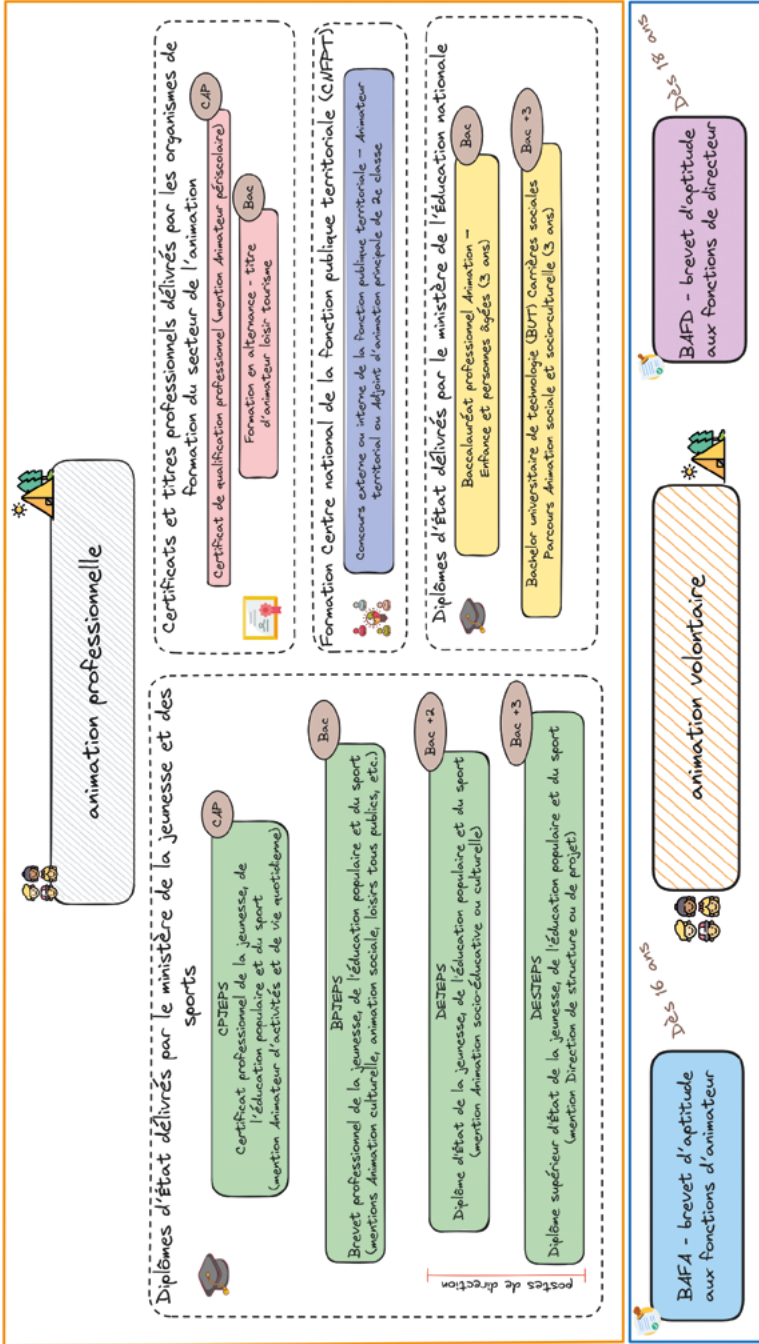 animation professionnelle
Diplômes d'État délivrés par le ministère de la jeunesse et des
sports
CAP
CPJEPS
Certificat professionnel de la jeunesse, de
l'éducation populaire et du sport
(mention Animateur d'activités et de vie quotidienne)
Bac
BPJEPS
Brevet professionnel de la jeunesse, de l'éducation populaire et du sport
(mentions Animation culturelle, animation sociale, loisirs tous publics, etc.)
Bac +2
DEJEPS
Diplôme d'État de la jeunesse, de l'éducation populaire et du sport
(mention Animation socio-éducative ou culturelle)
Bac +3
DESJEPS
Diplôme supérieur d'état de la jeunesse, de l'éducation populaire et du sport
(mention Direction de structure ou de projet)
postes de direction
Certificats et titres professionnels délivrés par les organismes de
formation du secteur de l'animation
CAP
Certificat de qualification professionnel (mention Animateur périscolaire)
Bac
Formation en alternance - titre
d'animateur loisir tourisme
Formation Centre national de la fonction publique territoriale (CNFPT)
Concours externe ou interne de la fonction publique territoriale – Animateur
territorial ou Adjoint d'animation principale de 2e classe
Diplômes d'État délivrés par le ministère de l'Éducation nationale
Bac
Baccalauréat professionnel Animation –
Enfance et personnes âgées (3 ans)
Bac +3
Bachelor universitaire de technologie (BUT) Carrières sociales
Parcours Animation sociale et socio-culturelle (3 ans)
animation volontaire
Dès 16 ans
BAFA - brevet d'aptitude
aux fonctions d'animateur
Dès 18 ans
BAFD - brevet d'aptitude
aux fonctions de directeur